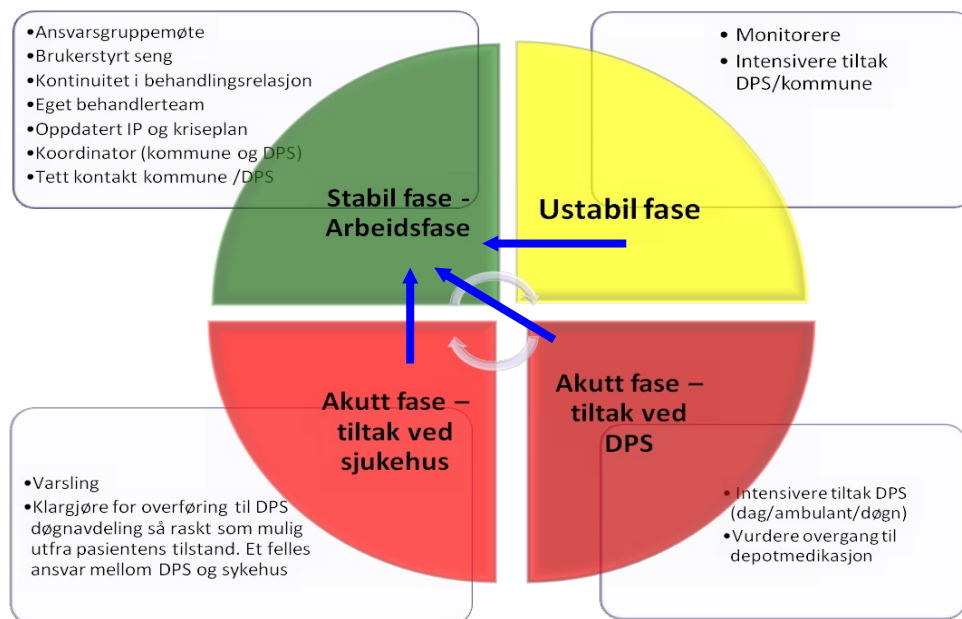 •Ansvarsgruppemøte
•Brukerstyrt seng
•Kontinuitet i behandlingsrelasjon
•Eget behandlerteam
•Oppdatert IP og kriseplan
•Koordinator (kommune og DPS)
•Tett kontakt kommune /DPS
• Monitorere
• Intensivere tiltak
DPS/kommune
Stabil fase -
Arbeidsfase
Ustabil fase
Akutt fase –
tiltak ved
sjukehus
Akutt fase –
tiltak ved
DPS
•Varsling
•Klargjøre for overføring til DPS
døgnavdeling så raskt som mulig
utfra pasientens tilstand. Et felles
ansvar mellom DPS og sykehus
• Intensivere tiltak DPS
(dag/ambulant/døgn)
•Vurdere overgang til
depotmedikasjon